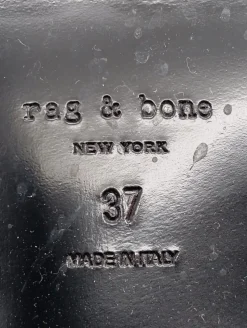 rag & bone
NEW YORK
37
MADE IN ITALY